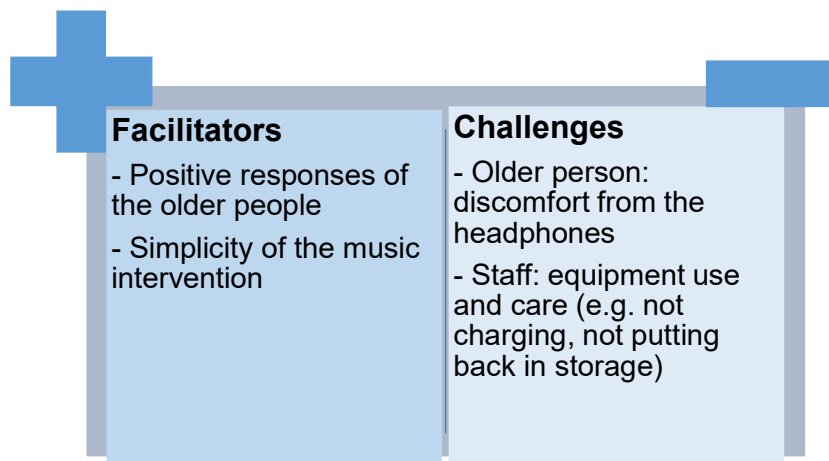 Facilitators
- Positive responses of
the older people
- Simplicity of the music
intervention
Challenges
- Older person:
discomfort from the
headphones
- Staff: equipment use
and care (e.g. not
charging, not putting
back in storage)